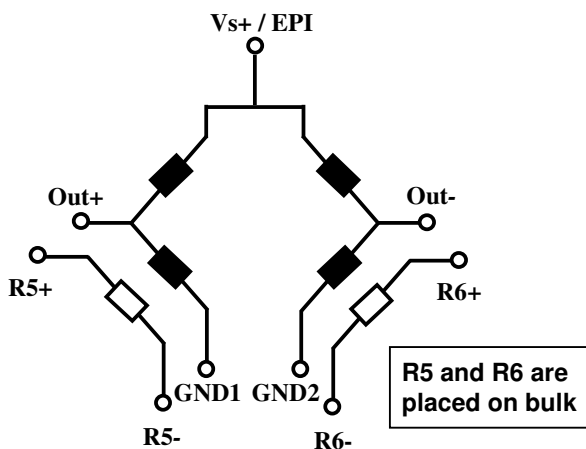 Vs+ / EPI
Out+
Out-
R5+
R6+
GND1
GND2
R5 and R6 are
placed on bulk
R5-
R6-